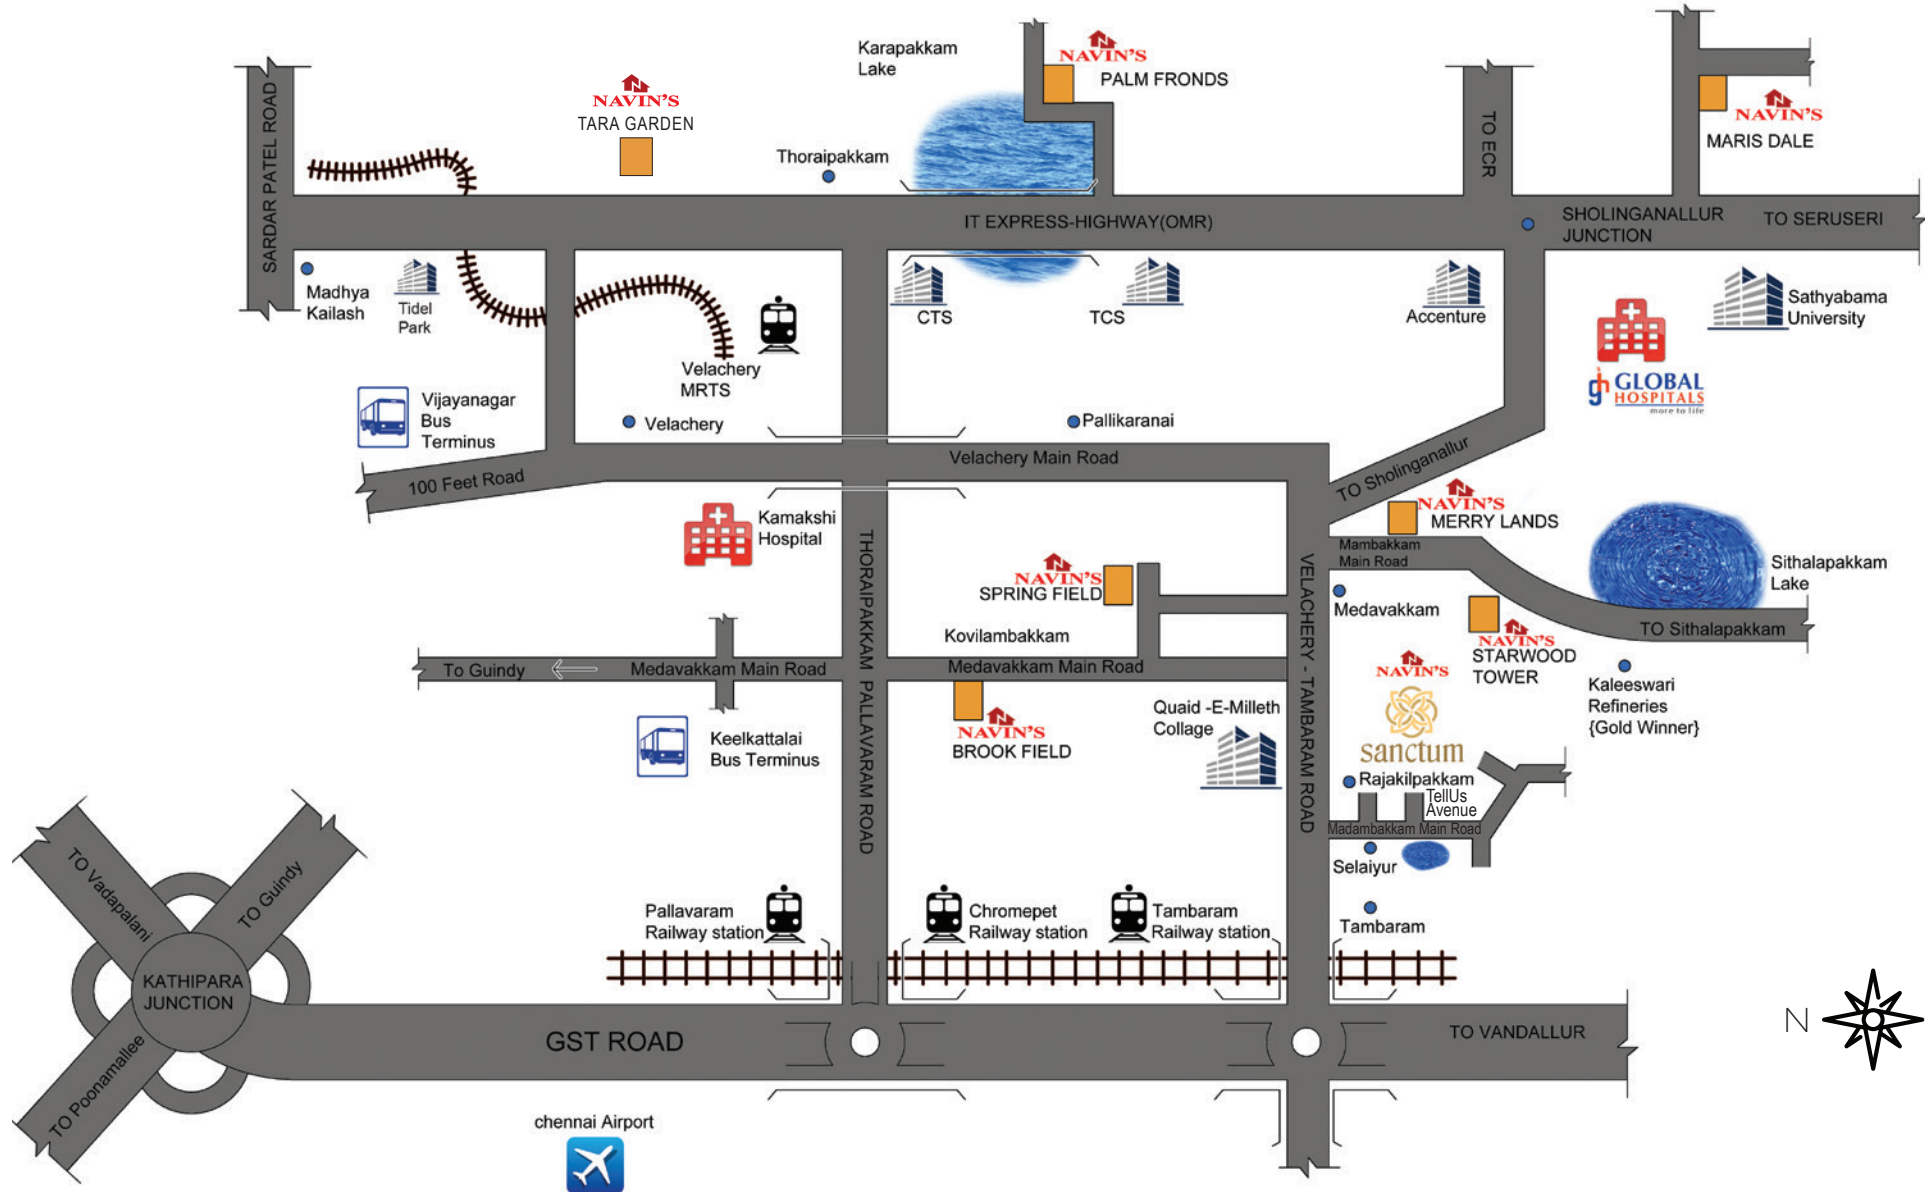 Karapakkam
Lake
NAVIN'S
PALM FRONDS
NAVIN'S
TARA GARDEN
NAVIN'S
MARIS DALE
SARDAR PATEL ROAD
Thoraipakkam
TO ECR
IT EXPRESS-HIGHWAY(OMR)
SHOLINGANALLUR
JUNCTION
TO SERUSERI
Madhya
Kailash
Tidel
Park
CTS
TCS
Accenture
Sathyabama
University
Velachery
MRTS
gh GLOBAL
HOSPITALS
more to life
Vijayanagar
Bus
Terminus
Velachery
Pallikaranai
100 Feet Road
Velachery Main Road
TO Sholinganallur
Kamakshi
Hospital
NAVIN'S
MERRY LANDS
Mambakkam
Main Road
Sithalapakkam
Lake
THORAIPAKKAM PALLAVARAM ROAD
NAVIN'S
SPRING FIELD
VELACHERY - TAMBARAM ROAD
Medavakkam
TO Sithalapakkam
Kovilambakkam
To Guindy
Medavakkam Main Road
Medavakkam Main Road
NAVIN'S
STARWOOD
TOWER
NAVIN'S
sanctum
Kaleeswari
Refineries
{Gold Winner}
Keelkattalai
Bus Terminus
NAVIN'S
BROOK FIELD
Quaid -E-Milleth
Collage
Rajakilpakkam
TellUs
Avenue
Madambakkam Main Road
Selaiyur
TO Vadapalani
TO Guindy
Pallavaram
Railway station
Chromepet
Railway station
Tambaram
Railway station
Tambaram
KATHIPARA
JUNCTION
TO Poonamallee
GST ROAD
TO VANDALLUR
N
chennai Airport